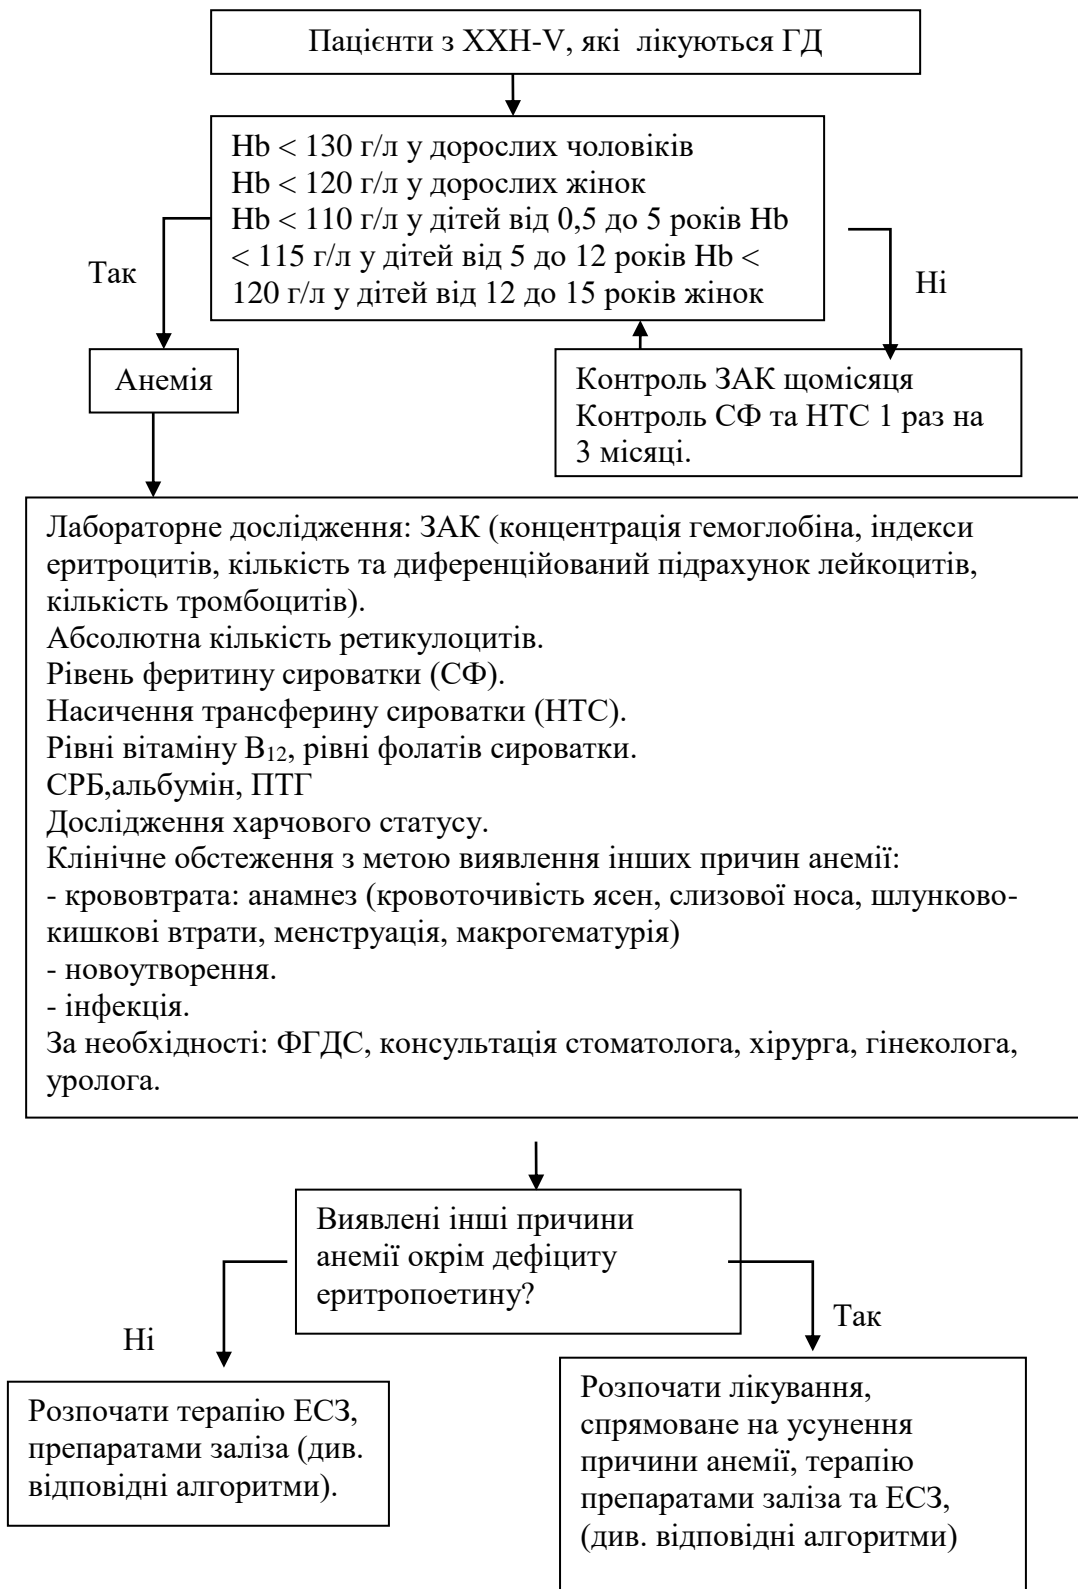 Пацієнти з ХХН-V, які лікуються ГД
Hb < 130 г/л у дорослих чоловіків
Hb < 120 г/л у дорослих жінок
Hb < 110 г/л у дітей від 0,5 до 5 років Hb
< 115 г/л у дітей від 5 до 12 років Hb <
120 г/л у дітей від 12 до 15 років жінок
Так
Ні
Анемія
Контроль ЗАК щомісяця
Контроль СФ та НТС 1 раз на
3 місяці.
Лабораторне дослідження: ЗАК (концентрація гемоглобіна, індекси
еритроцитів, кількість та диференційований підрахунок лейкоцитів,
кількість тромбоцитів).
Абсолютна кількість ретикулоцитів.
Рівень феритину сироватки (СФ).
Насичення трансферину сироватки (НТС).
Рівні вітаміну B₁₂, рівні фолатів сироватки.
СРБ,альбумін, ПТГ
Дослідження харчового статусу.
Клінічне обстеження з метою виявлення інших причин анемії:
- крововтрата: анамнез (кровоточивість ясен, слизової носа, шлунково-
кишкові втрати, менструація, макрогематурія)
- новоутворення.
- інфекція.
За необхідності: ФГДС, консультація стоматолога, хірурга, гінеколога,
уролога.
Виявлені інші причини
анемії окрім дефіциту
еритропоетину?
Ні
Так
Розпочати терапію ЕСЗ,
препаратами заліза (див.
відповідні алгоритми).
Розпочати лікування,
спрямоване на усунення
причини анемії, терапію
препаратами заліза та ЕСЗ,
(див. відповідні алгоритми)